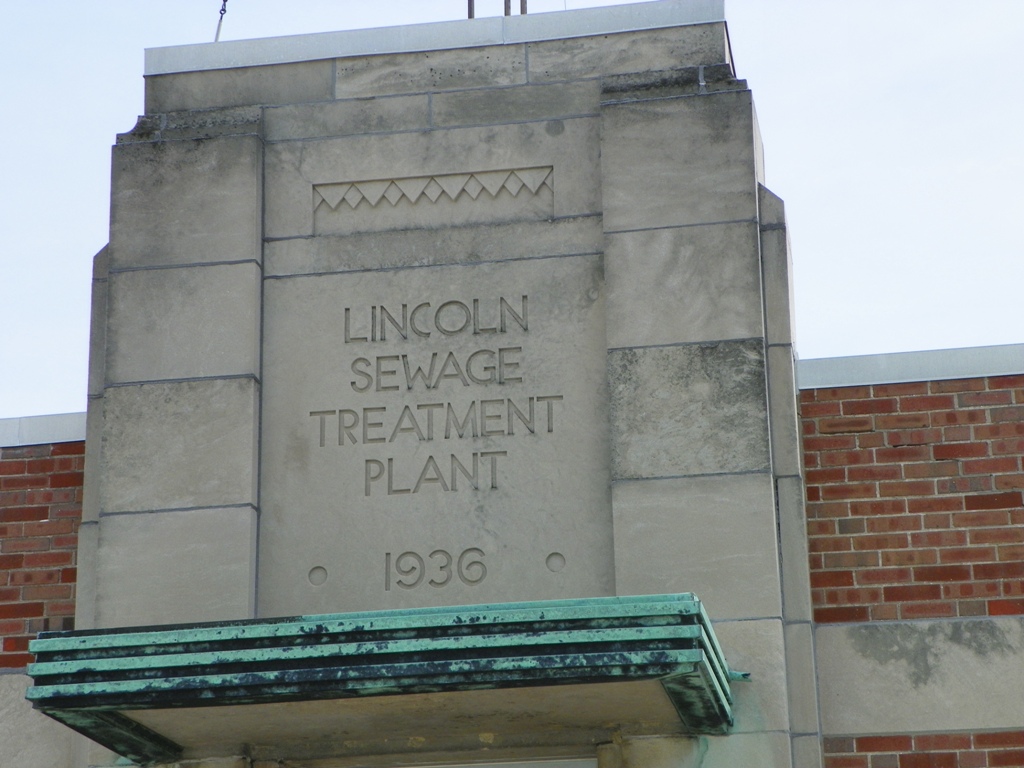 LINCOLN
SEWAGE
TREATMENT
PLANT
1936